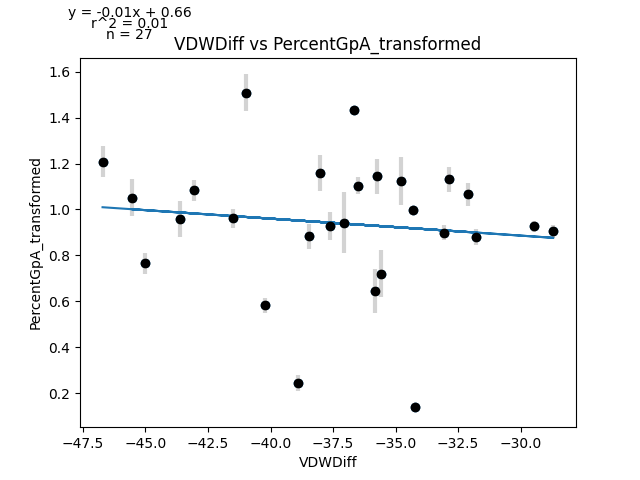 y = -0.01x + 0.66
r^2 = 0.01
n = 27
VDWDiff vs PercentGpA_transformed
1.6
1.4
1.2
1.0
0.8
0.6
0.4
0.2
PercentGpA_transformed
−47.5 −45.0 −42.5 −40.0 −37.5 −35.0 −32.5 −30.0
VDWDiff